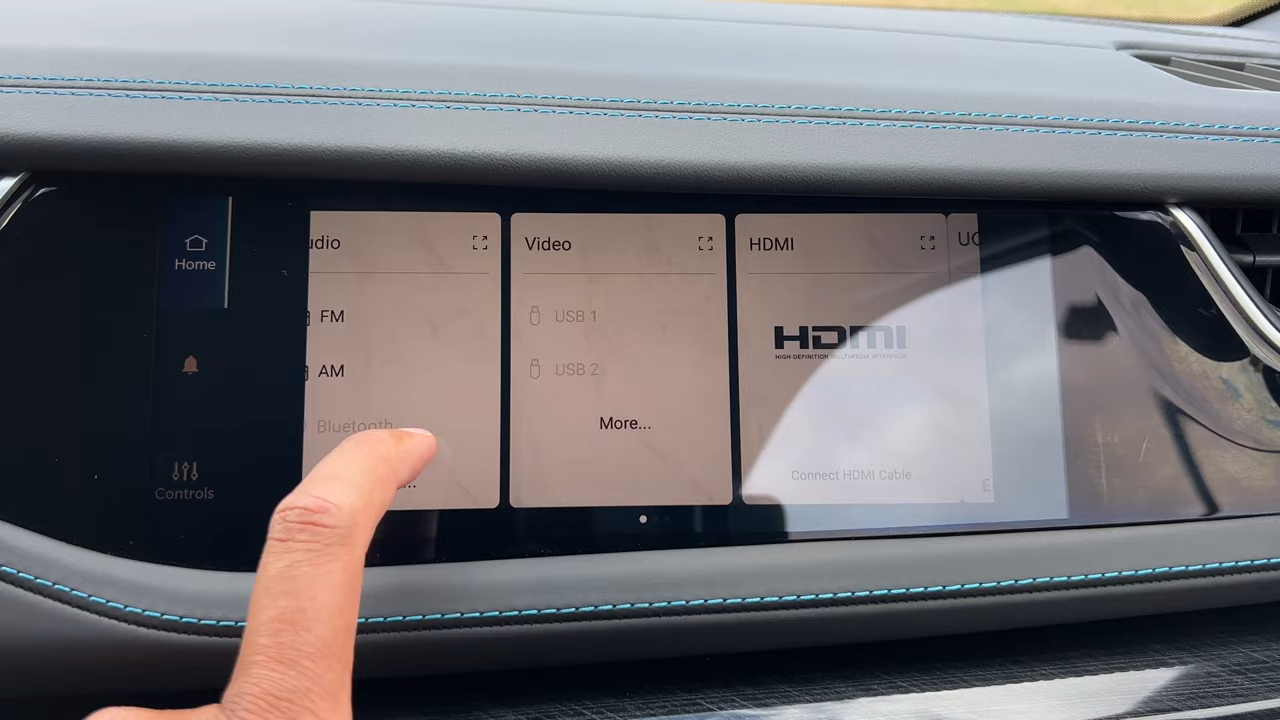 Home
Controls
udio
FM
AM
Bluetooth
Video
USB 1
USB 2
More...
HDMI
HDMI
HIGH-DEFINITION MULTIMEDIA INTERFACE
Connect HDMI Cable
UC
E